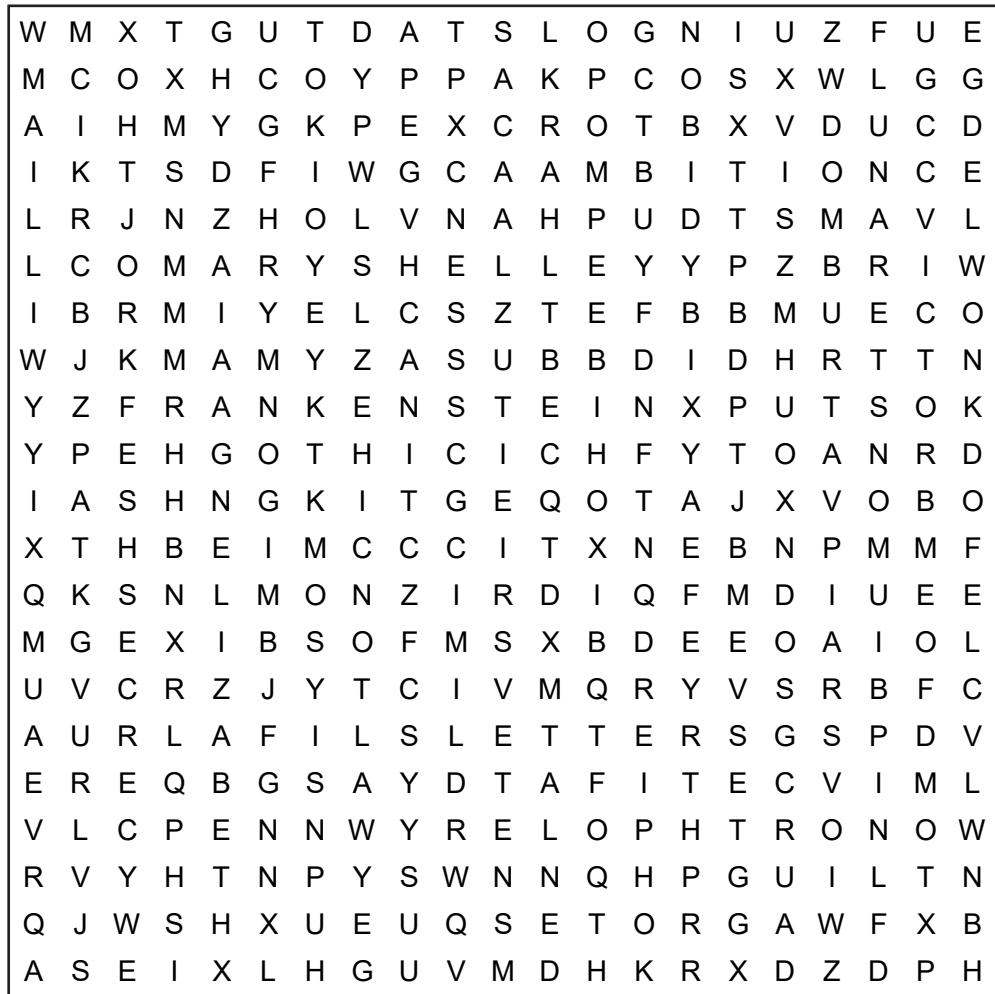 W M X T G U T D A T S L O G N I U Z F U E
M C O X H C O Y P P A K P C O S X W L G G
A I H M Y G K P E X C R O T B X V D U C D
I K T S D F I W G C A A M B I T I O N C E
L R J N Z H O L V N A H P U D T S M A V L
L C O M A R Y S H E L L E Y Y P Z B R I W
I B R M I Y E L C S Z T E F B B M U E C O
W J K M A M Y Z A S U B B D I D H R T T N
Y Z F R A N K E N S T E I N X P U T S O K
Y P E H G O T H I C I C H F Y T O A N R D
I A S H N G K I T G E Q O T A J X V O B O
X T H B E I M C C C I T X N E B N P M M F
Q K S N L M O N Z I R D I Q F M D I U E E
M G E X I B S O F M S X B D E E O A I O L
U V C R Z J Y T C I V M Q R Y V S R B F C
A U R L A F I L S L E T T E R S G S P D V
E R E Q B G S A Y D T A F I T E C V I M L
V L C P E N N W Y R E L O P H T R O N O W
R V Y H T N P Y S W N N Q H P G U I L T N
Q J W S H X U E U Q S E T O R G A W F X B
A S E I X L H G U V M D H K R X D Z D P H